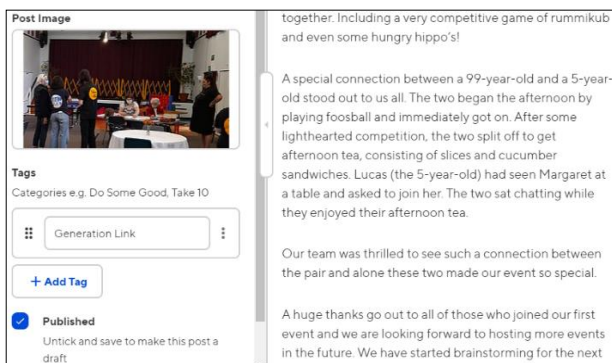 Post Image
Tags
Categories e.g. Do Some Good, Take 10
Generation Link
+ Add Tag
Published
Untick and save to make this post a
draft
together. Including a very competitive game of rummikub
and even some hungry hippo's!
A special connection between a 99-year-old and a 5-year-
old stood out to us all. The two began the afternoon by
playing foosball and immediately got on. After some
lighthearted competition, the two split off to get
afternoon tea, consisting of slices and cucumber
sandwiches. Lucas (the 5-year-old) had seen Margaret at
a table and asked to join her. The two sat chatting while
they enjoyed their afternoon tea.
Our team was thrilled to see such a connection between
the pair and alone these two made our event so special.
A huge thanks go out to all of those who joined our first
event and we are looking forward to hosting more events
in the future. We have started brainstorming for the next